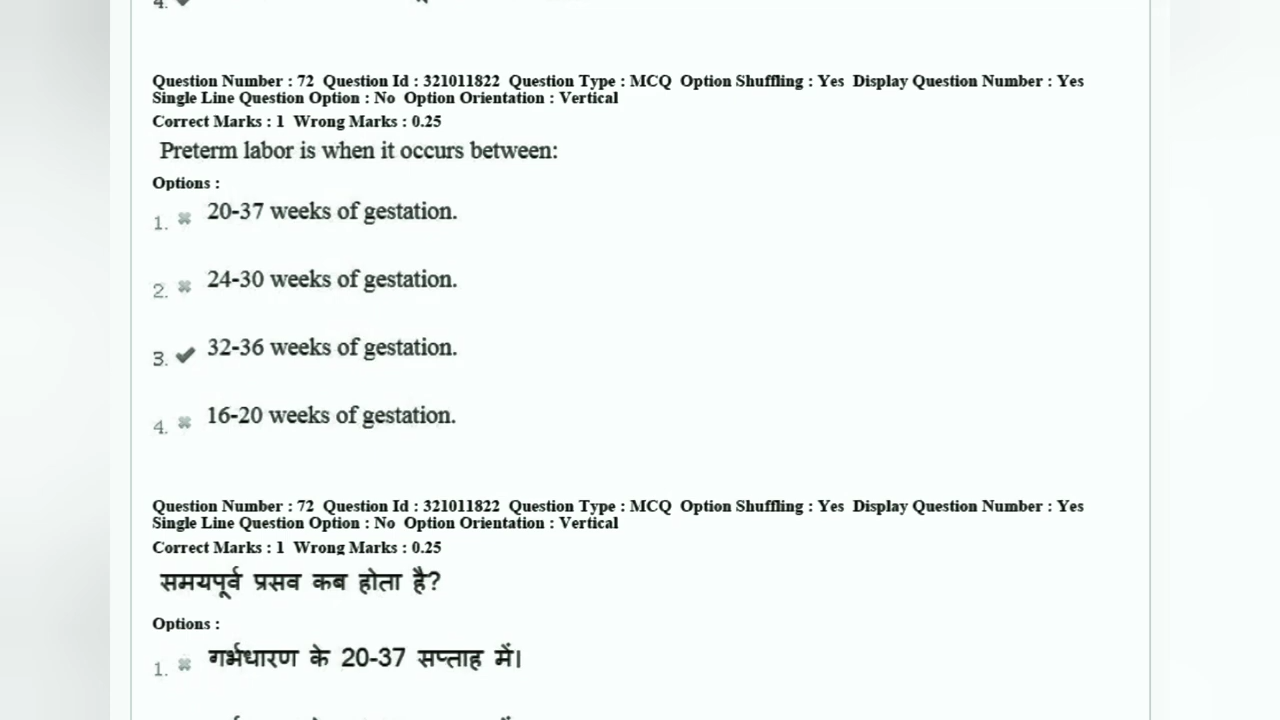 4.
Question Number : 72 Question Id : 321011822 Question Type : MCQ Option Shuffling : Yes Display Question Number : Yes
Single Line Question Option : No Option Orientation : Vertical
Correct Marks : 1 Wrong Marks : 0.25
Preterm labor is when it occurs between:
Options :
1. 20-37 weeks of gestation.
2. 24-30 weeks of gestation.
3. 32-36 weeks of gestation.
4. 16-20 weeks of gestation.
Question Number : 72 Question Id : 321011822 Question Type : MCQ Option Shuffling : Yes Display Question Number : Yes
Single Line Question Option : No Option Orientation : Vertical
Correct Marks : 1 Wrong Marks : 0.25
समयपूर्व प्रसव कब होता है?
Options :
1. गर्भधारण के 20-37 सप्ताह में।